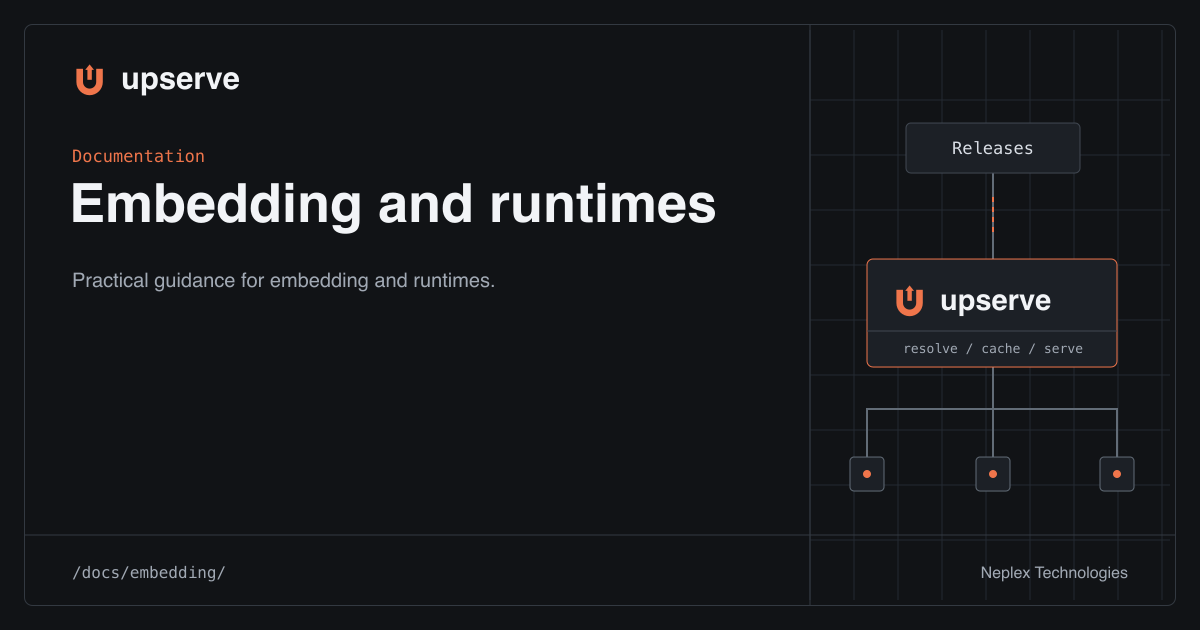 upserve
Documentation
Embedding and runtimes
Practical guidance for embedding and runtimes.
Releases
upserve
resolve / cache / serve
/docs/embedding/
Neplex Technologies